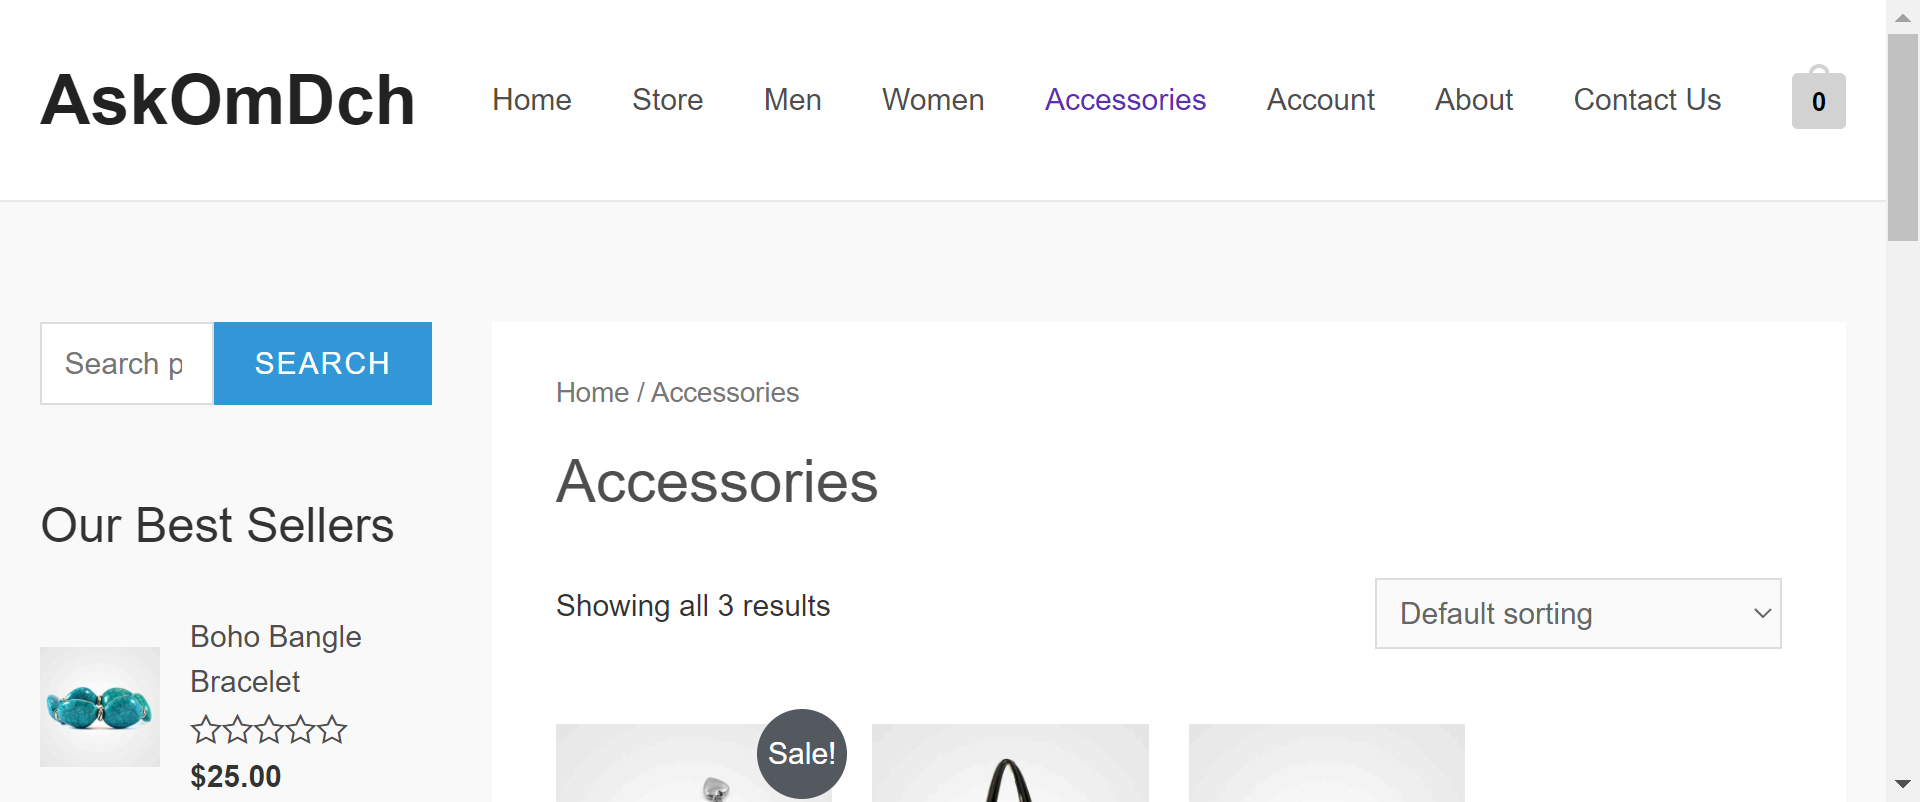 AskOmDch
Home Store Men Women Accessories Account About Contact Us 0
Search p SEARCH
Our Best Sellers
Boho Bangle
Bracelet
$25.00
Home / Accessories
Accessories
Showing all 3 results
Default sorting
Sale!